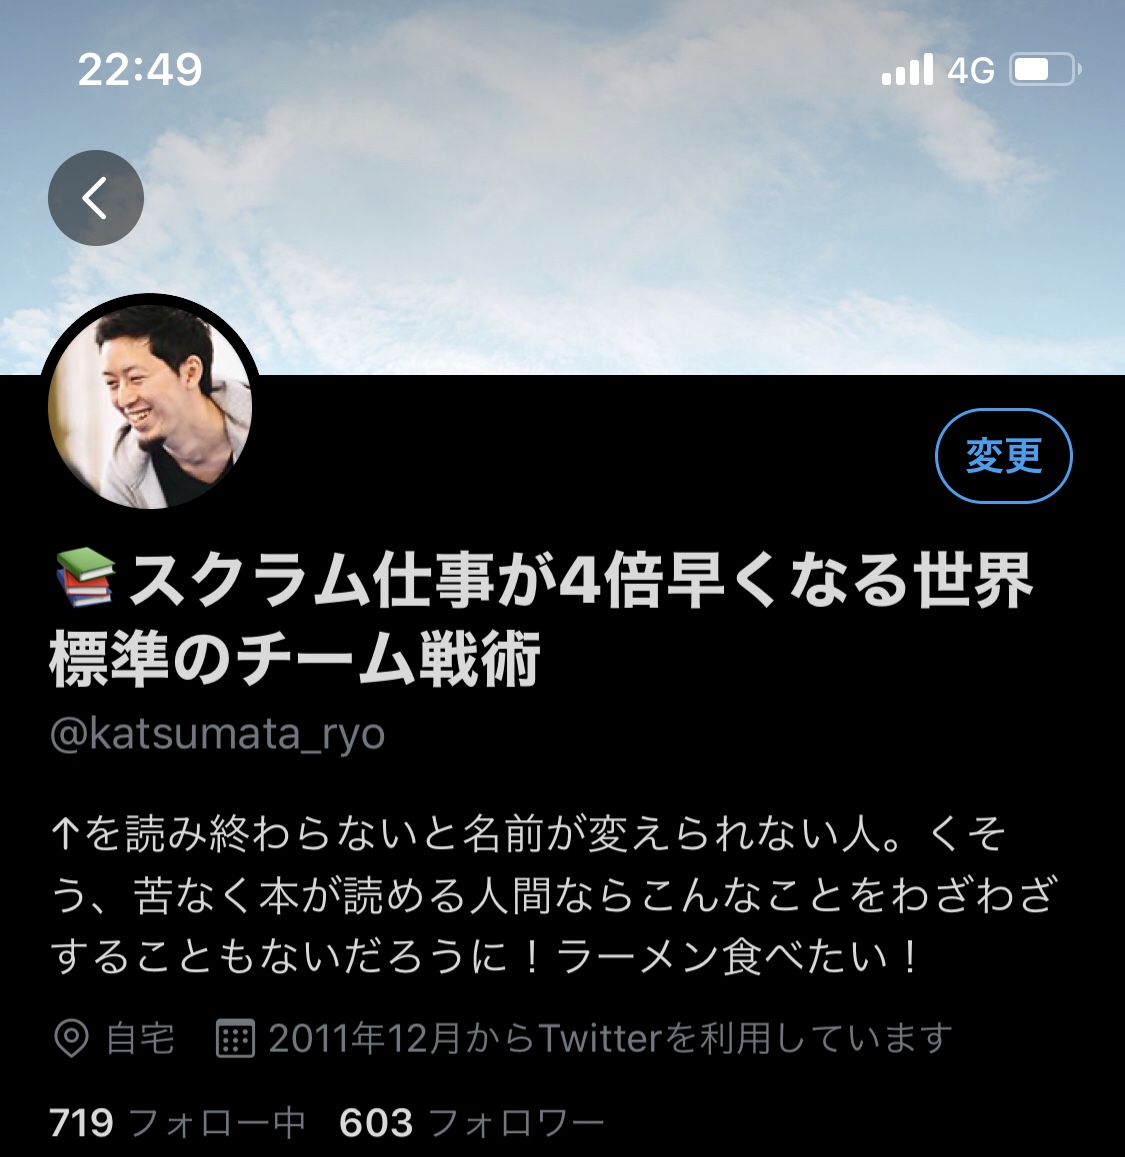 22:49 4G
変更
📚スクラム仕事が4倍早くなる世界
標準のチーム戦術
@katsumata_ryo
↑を読み終わらないと名前が変えられない人。くそ
う、苦なく本が読める人間ならこんなことをわざわざ
することもないだろうに！ラーメン食べたい！
自宅 2011年12月からTwitterを利用しています
719 フォロー中 603 フォロワー